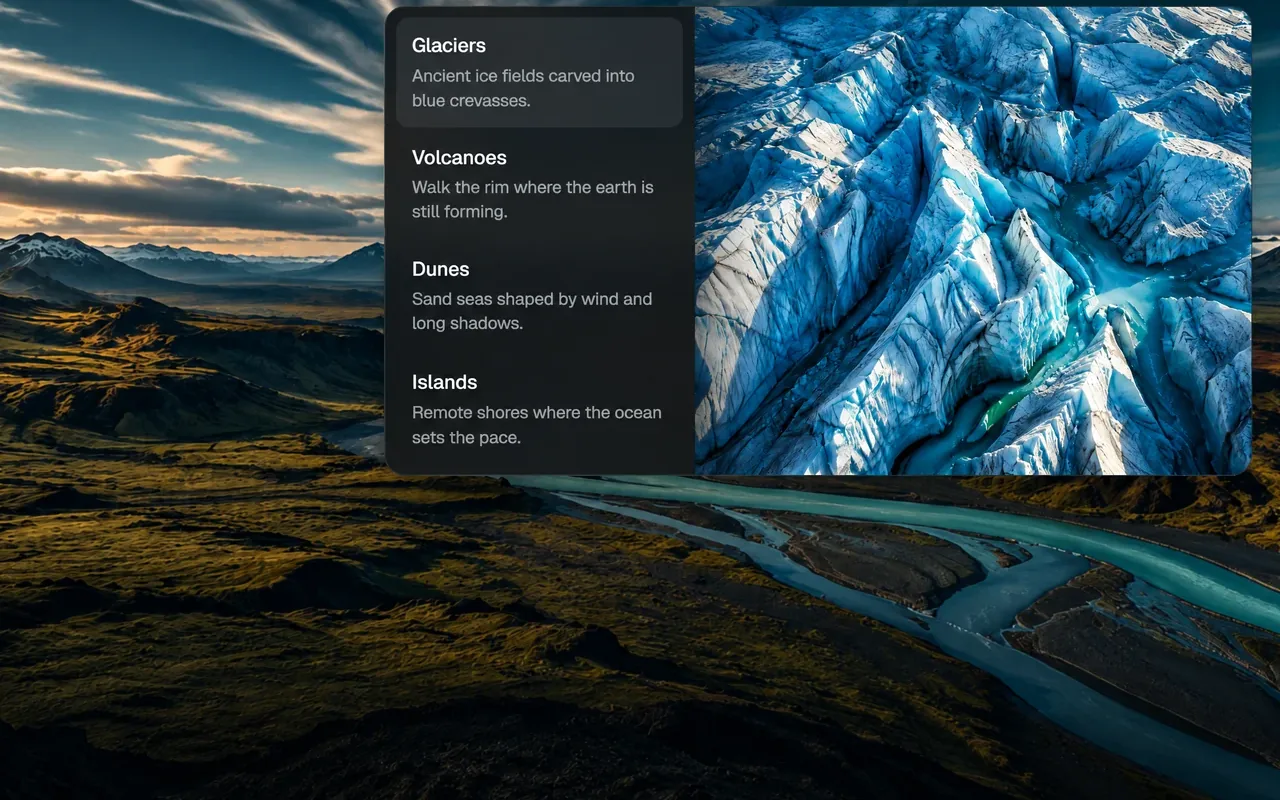 Glaciers
Ancient ice fields carved into
blue crevasses.
Volcanoes
Walk the rim where the earth is
still forming.
Dunes
Sand seas shaped by wind and
long shadows.
Islands
Remote shores where the ocean
sets the pace.